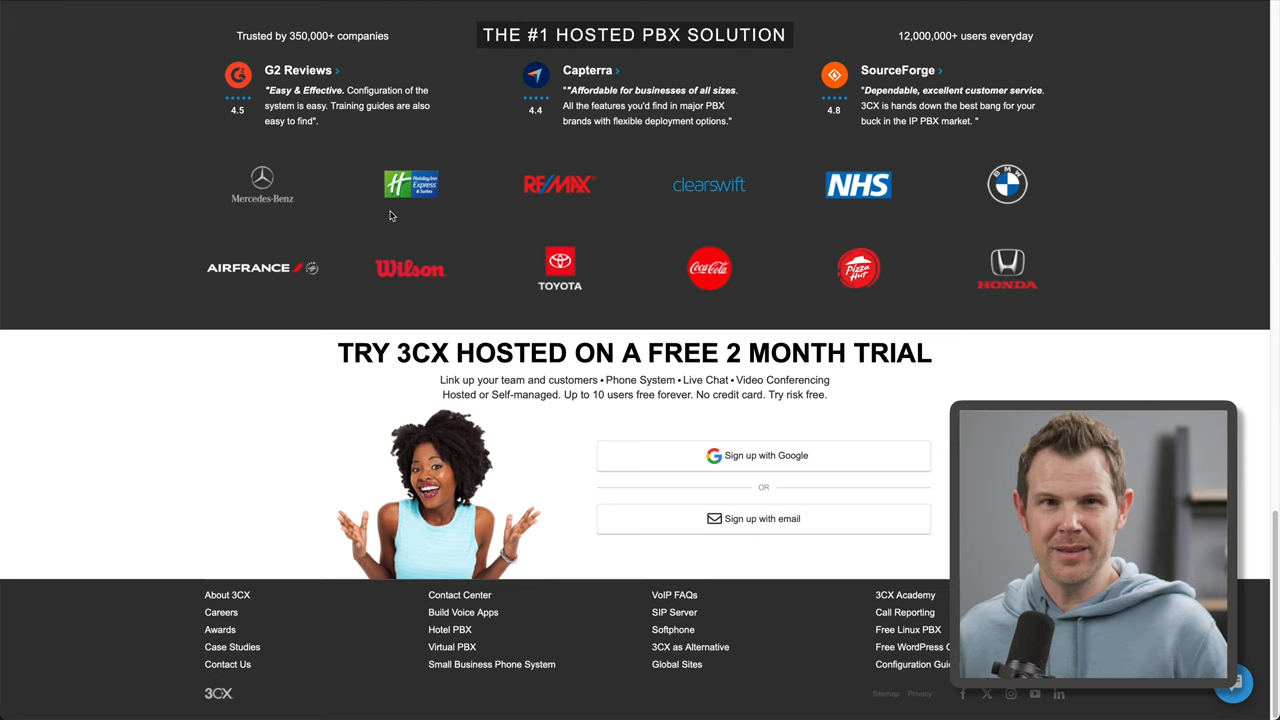 Trusted by 350,000+ companies
THE #1 HOSTED PBX SOLUTION
12,000,000+ users everyday
G2 Reviews
4.5
"Easy & Effective. Configuration of the
system is easy. Training guides are also
easy to find".
Capterra
4.4
""Affordable for businesses of all sizes.
All the features you'd find in major PBX
brands with flexible deployment options."
SourceForge
4.8
"Dependable, excellent customer service.
3CX is hands down the best bang for your
buck in the IP PBX market. "
Mercedes-Benz
Holiday Inn
Express
& Suites
RE/MAX
clearswift
NHS
BMW
AIRFRANCE
Wilson
TOYOTA
Coca-Cola
Pizza
Hut
HONDA
TRY 3CX HOSTED ON A FREE 2 MONTH TRIAL
Link up your team and customers • Phone System • Live Chat • Video Conferencing
Hosted or Self-managed. Up to 10 users free forever. No credit card. Try risk free.
Sign up with Google
OR
Sign up with email
About 3CX
Careers
Awards
Case Studies
Contact Us
Contact Center
Build Voice Apps
Hotel PBX
Virtual PBX
Small Business Phone System
VoIP FAQs
SIP Server
Softphone
3CX as Alternative
Global Sites
3CX Academy
Call Reporting
Free Linux PBX
Free WordPress
Configuration
3CX
Sitemap Privacy